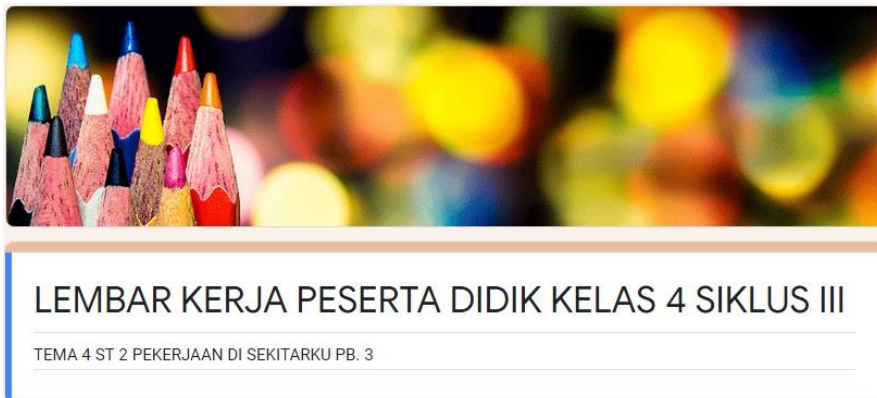 LEMBAR KERJA PESERTA DIDIK KELAS 4 SIKLUS III
TEMA 4 ST 2 PEKERJAAN DI SEKITARKU PB. 3